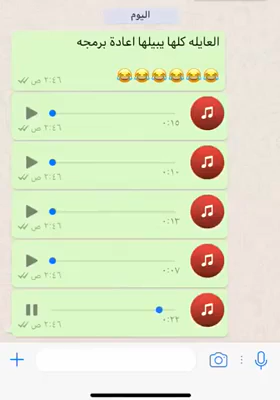 اليوم
العايله كلها يبيلها اعادة برمجه
😂😂😂😂😂😂
٢:٤٦ ص
٠:١٥
٢:٤٦ ص
٠:١٠
٢:٤٦ ص
٠:١٣
٢:٤٦ ص
٠:٠٧
٢:٤٦ ص
٠:٢٢
٢:٤٦ ص